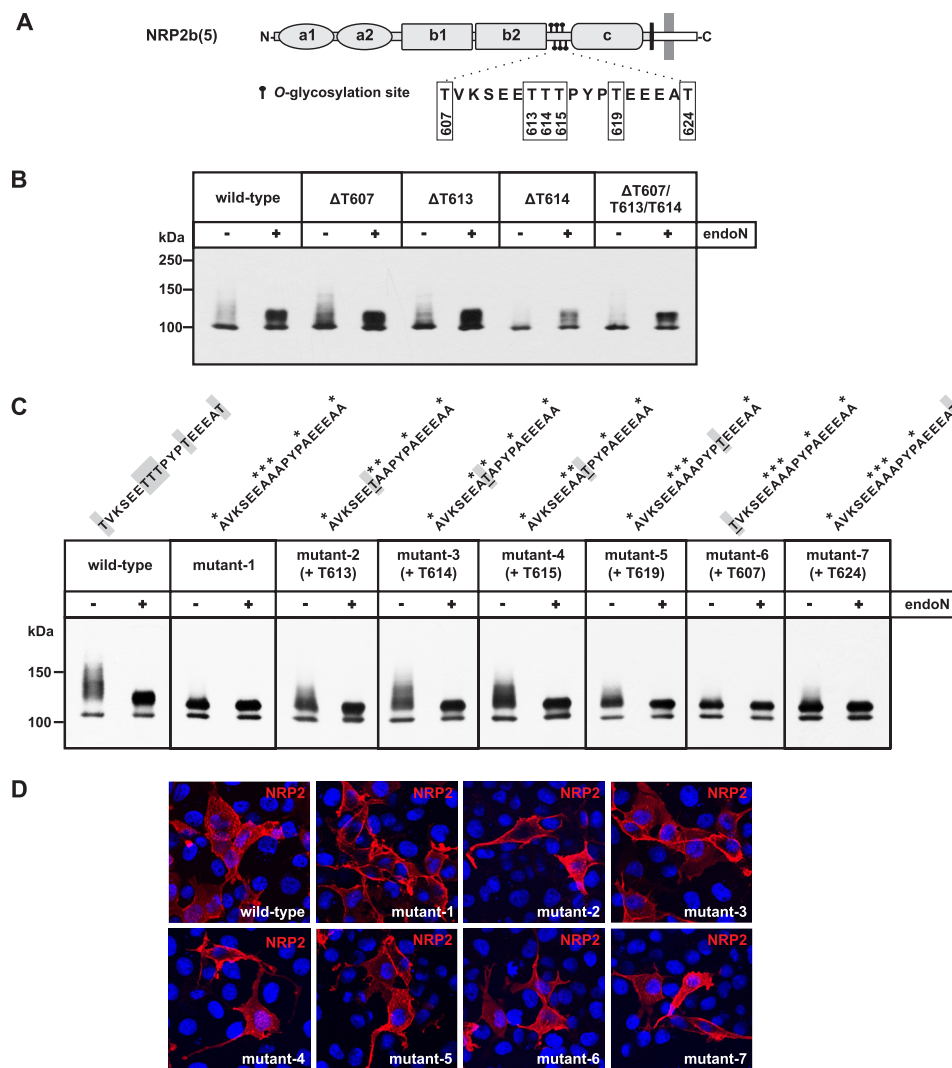 A
NRP2b(5)
N- a1 a2 b1 b2 c -C
O-glycosylation site
T V K S E E T T T P Y P T E E E A T
607 613 614 615 619 624
B
wild-type ΔT607 ΔT613 ΔT614 ΔT607/
T613/T614
kDa - + - + - + - + - + endoN
250
150
100
C
TVKSEETTTPYPTEEEAT
* AVKSEEAAAPYPAEEEAA *** * *
* AVKSEETAAPYPAEEEAA ** * *
* AVKSEEATAPYPAEEEAA * * * *
* AVKSEEAATPYPAEEEAA ** * *
* AVKSEEAAAPYPTEEEAA *** *
TVKSEEAAAPYPAEEEAA *** * *
* AVKSEEAAAPYPAEEEAT *** *
wild-type mutant-1 mutant-2
(+ T613) mutant-3
(+ T614) mutant-4
(+ T615) mutant-5
(+ T619) mutant-6
(+ T607) mutant-7
(+ T624)
- + - + - + - + - + - + - + - + endoN
kDa
150
100
D
NRP2 NRP2 NRP2 NRP2
wild-type mutant-1 mutant-2 mutant-3
NRP2 NRP2 NRP2 NRP2
mutant-4 mutant-5 mutant-6 mutant-7